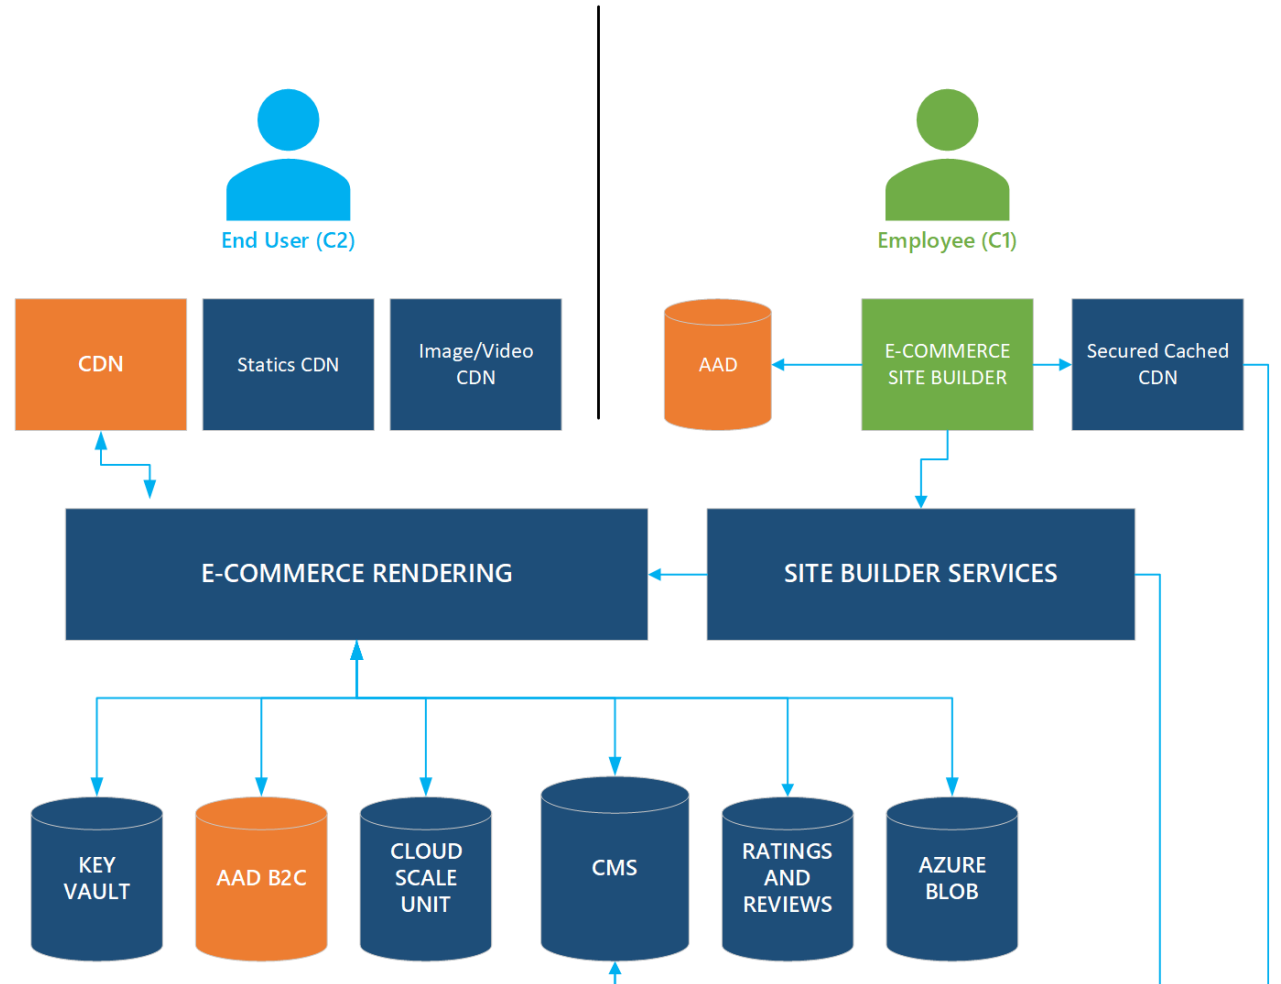 End User (C2)
Employee (C1)
CDN
Statics CDN
Image/Video
CDN
AAD
E-COMMERCE
SITE BUILDER
Secured Cached
CDN
E-COMMERCE RENDERING
SITE BUILDER SERVICES
KEY
VAULT
AAD B2C
CLOUD
SCALE
UNIT
CMS
RATINGS
AND
REVIEWS
AZURE
BLOB